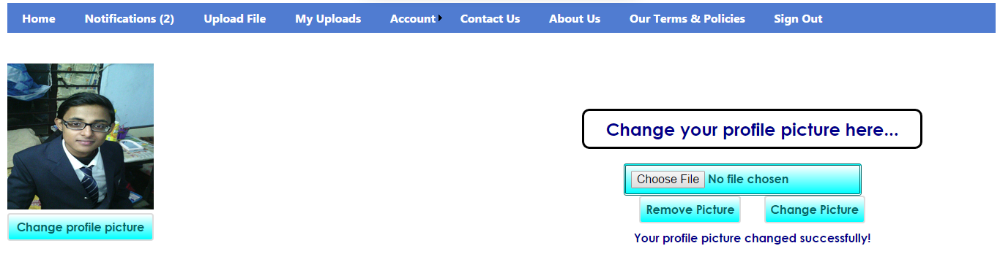 Home Notifications (2) Upload File My Uploads Account Contact Us About Us Our Terms & Policies Sign Out
Change your profile picture here...
Choose File No file chosen
Remove Picture Change Picture
Change profile picture
Your profile picture changed successfully!